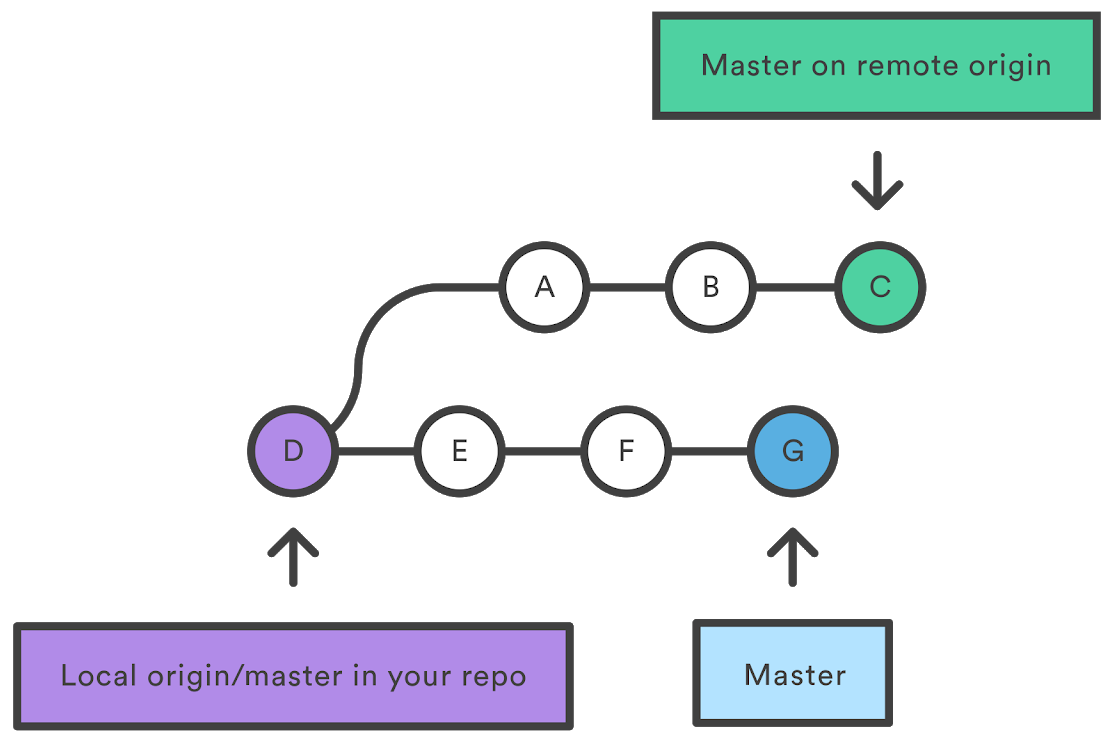 Master on remote origin
A B C
D E F G
Local origin/master in your repo
Master